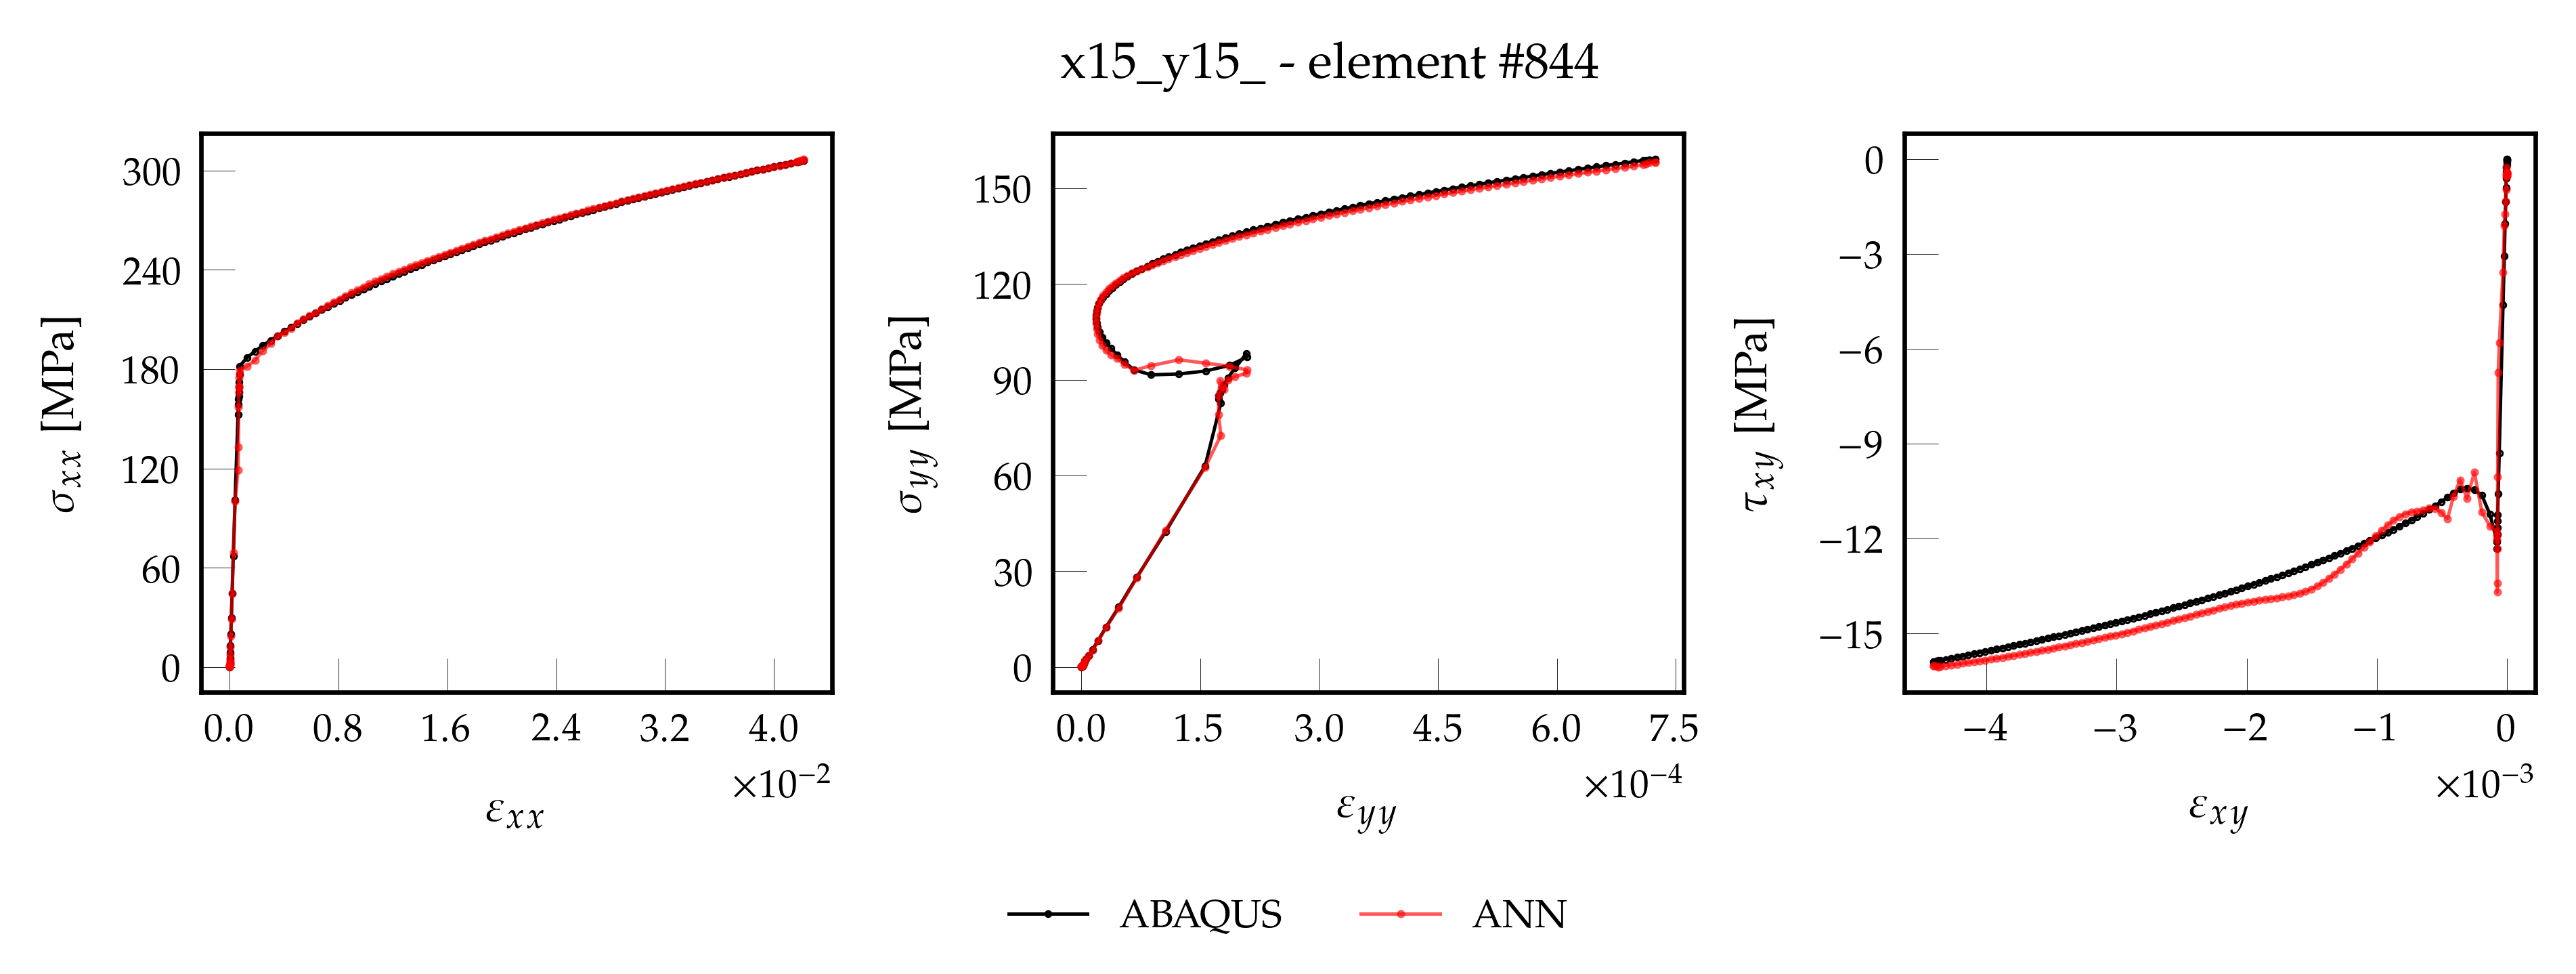 x15_y15_ - element #844
300
240
180
120
60
0
σxx [MPa]
0.0 0.8 1.6 2.4 3.2 4.0
×10−2
εxx
150
120
90
60
30
0
σyy [MPa]
0.0 1.5 3.0 4.5 6.0 7.5
×10−4
εyy
0
−3
−6
−9
−12
−15
τxy [MPa]
−4 −3 −2 −1 0
×10−3
εxy
ABAQUS ANN